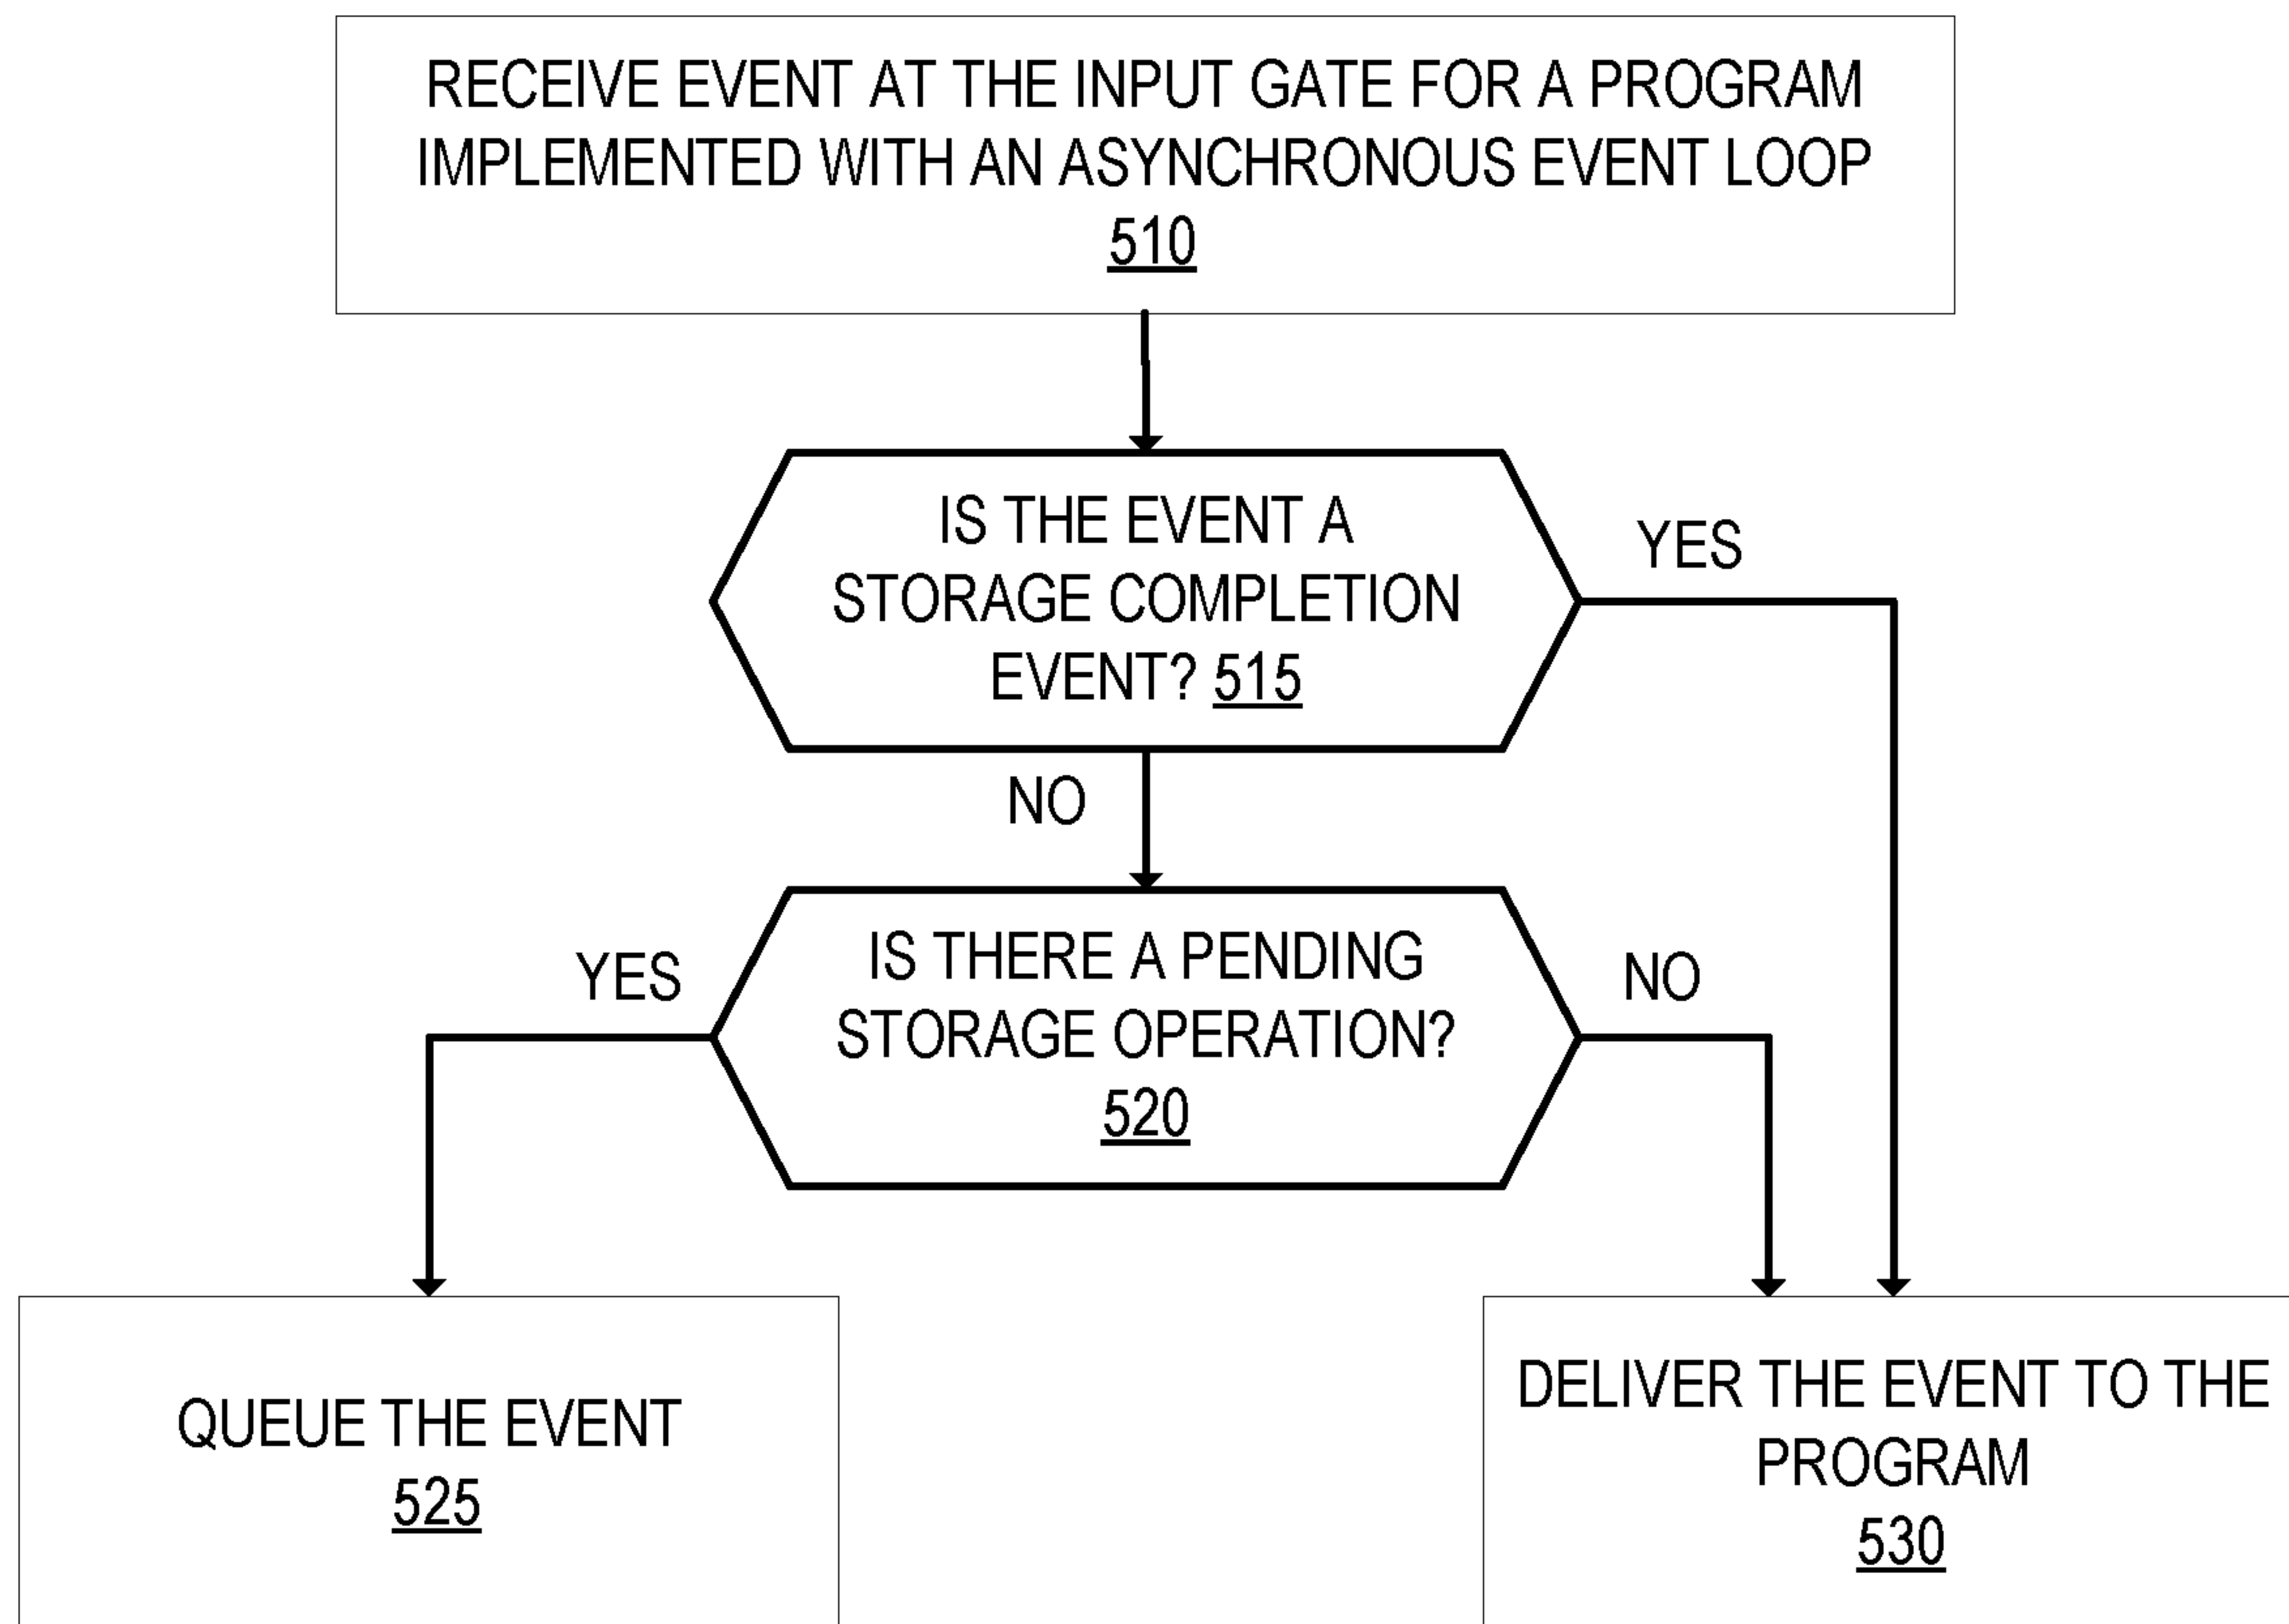 RECEIVE EVENT AT THE INPUT GATE FOR A PROGRAM
IMPLEMENTED WITH AN ASYNCHRONOUS EVENT LOOP
510
IS THE EVENT A
STORAGE COMPLETION
EVENT? 515
YES
NO
IS THERE A PENDING
STORAGE OPERATION?
520
YES
NO
QUEUE THE EVENT
525
DELIVER THE EVENT TO THE
PROGRAM
530